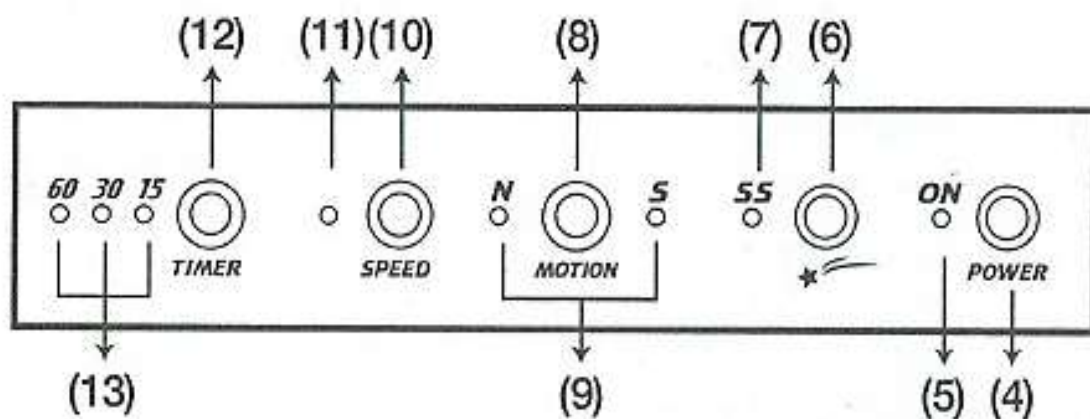 (12) (11) (10) (8) (7) (6)
60 30 15 N S SS ON
TIMER SPEED MOTION POWER
(13) (9) (5) (4)